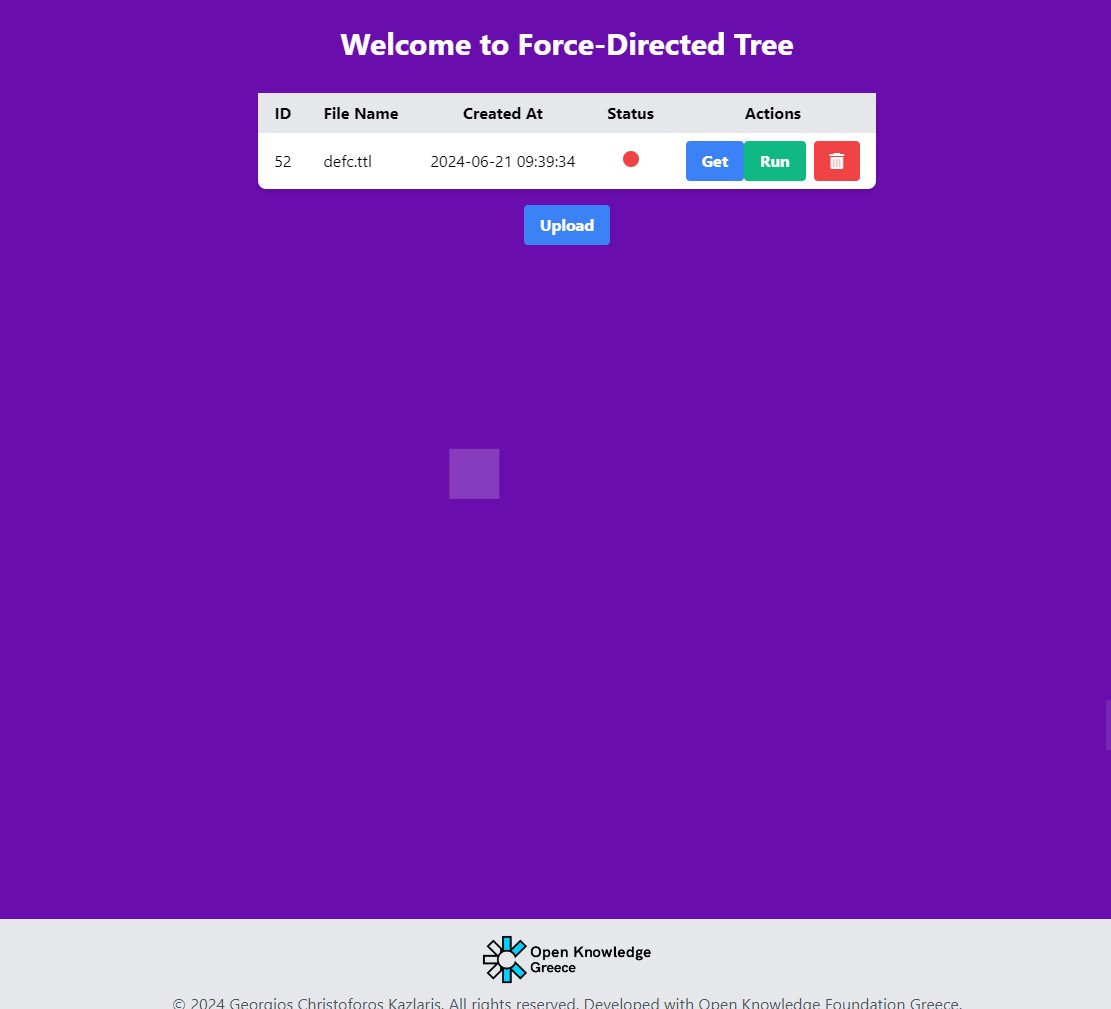 Welcome to Force-Directed Tree
ID File Name Created At Status Actions
52 defc.ttl 2024-06-21 09:39:34 Get Run
Upload
Open Knowledge
Greece
© 2024 Georgios Christoforos Kazlaris. All rights reserved. Developed with Open Knowledge Foundation Greece.